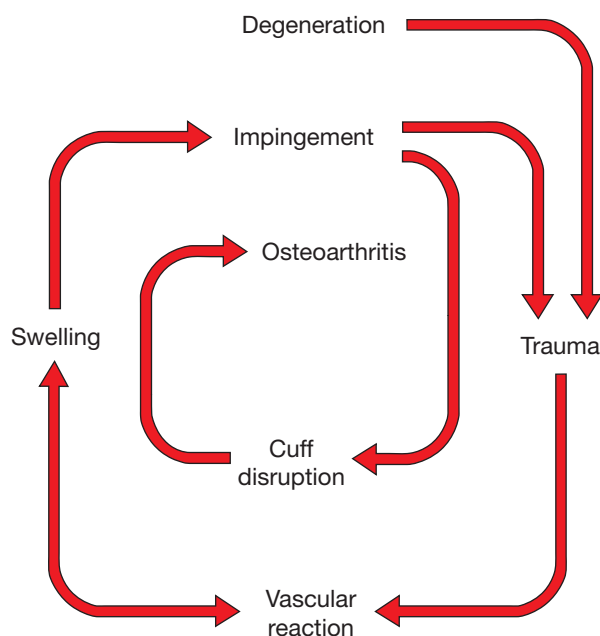 Degeneration
Impingement
Osteoarthritis
Swelling
Trauma
Cuff
disruption
Vascular
reaction